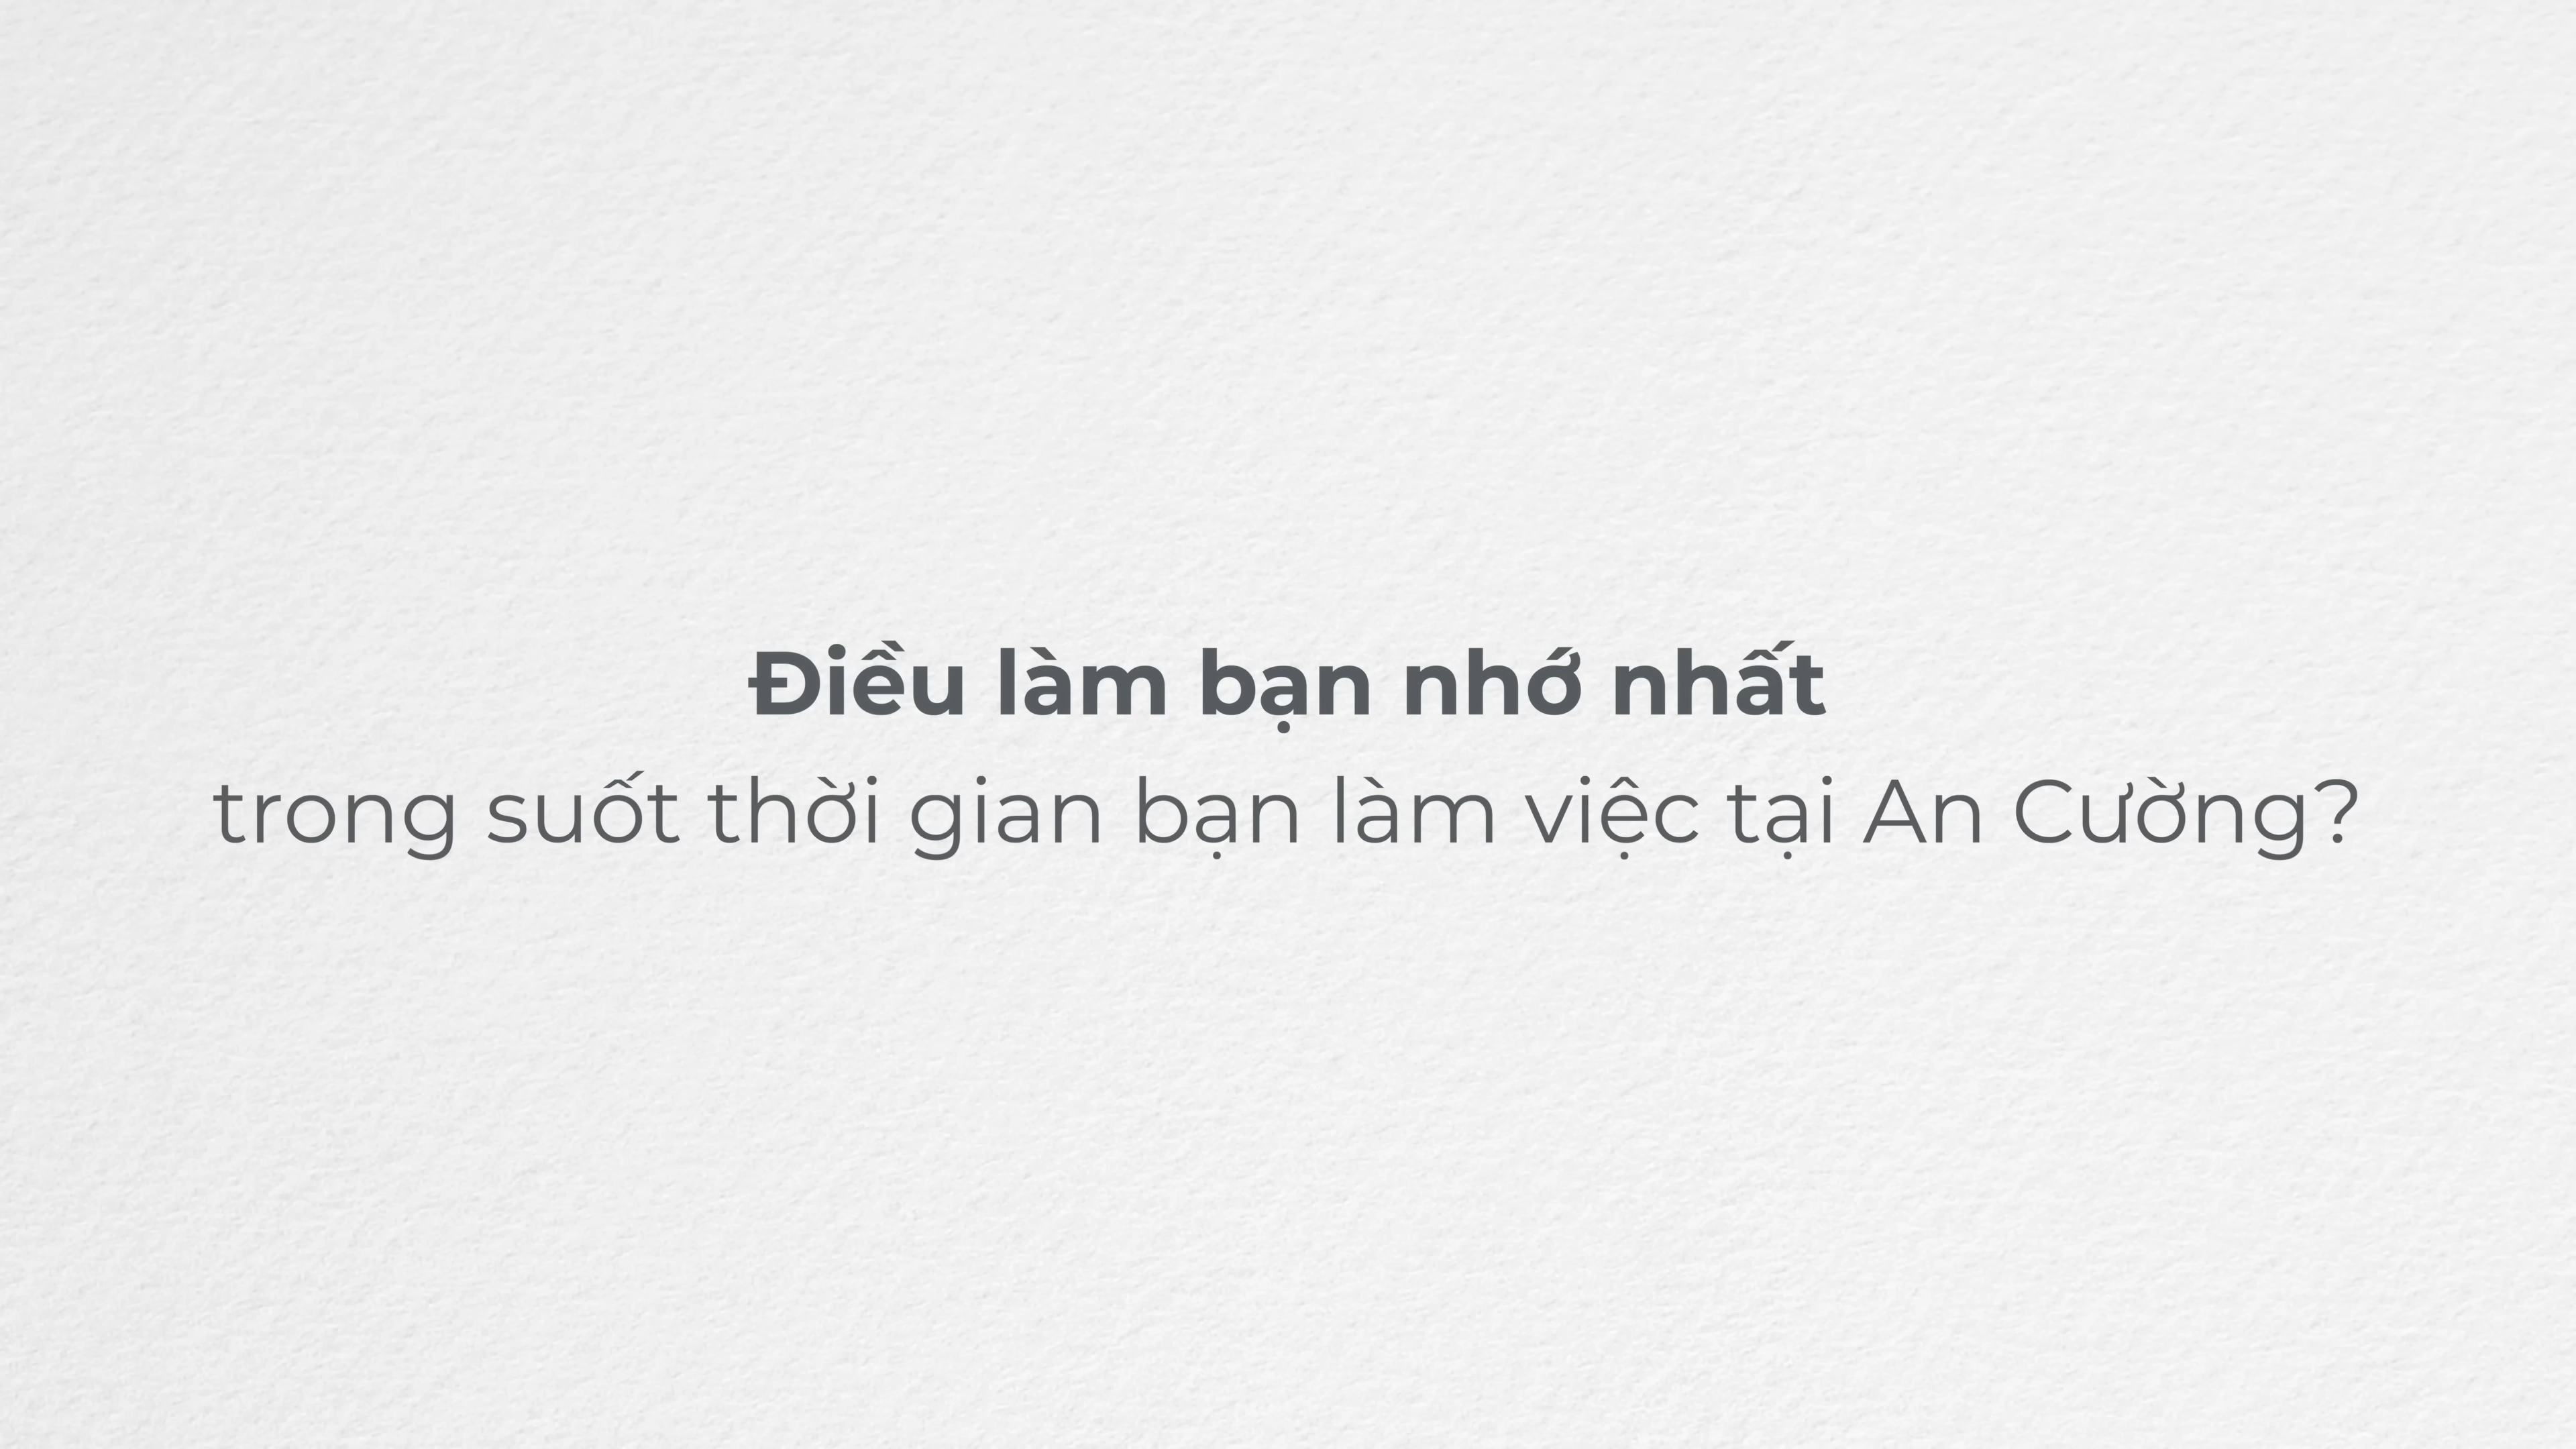 Điều làm bạn nhớ nhất
trong suốt thời gian bạn làm việc tại An Cường?